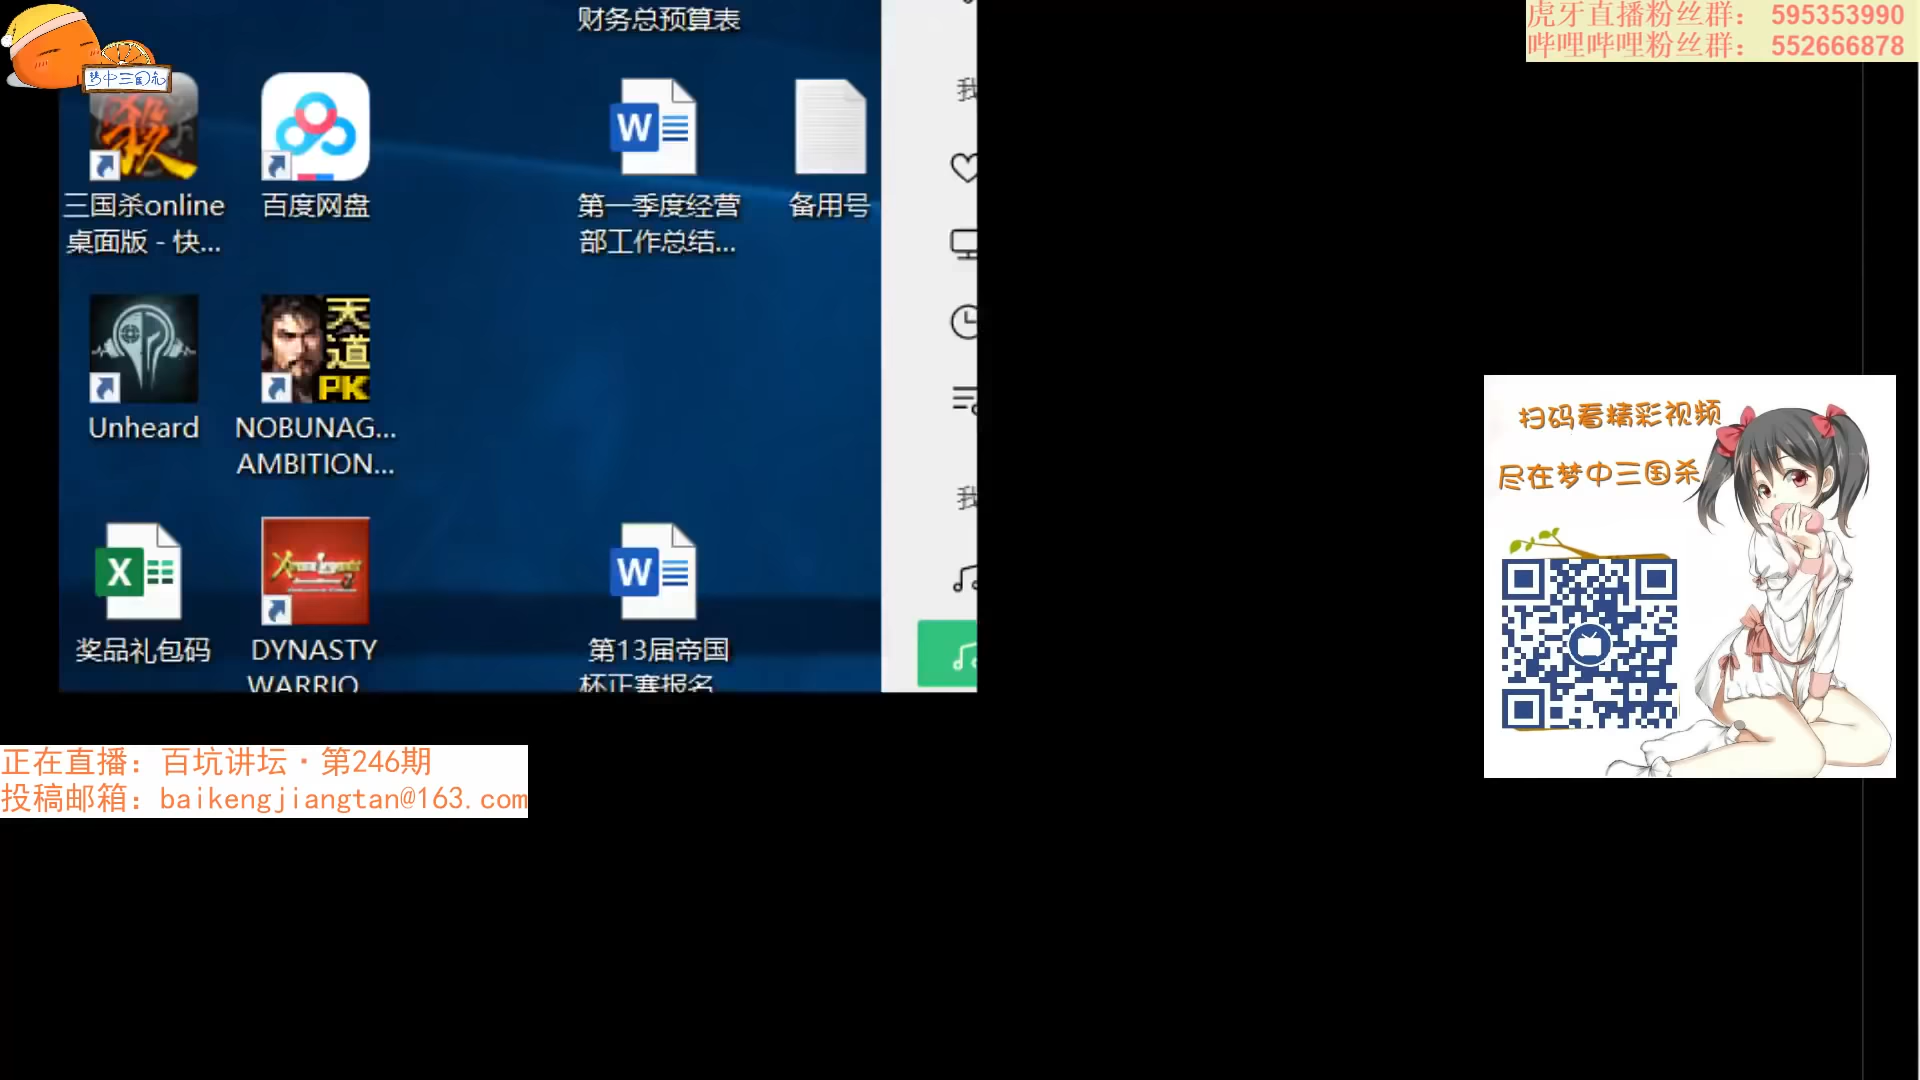 虎牙直播粉丝群： 595353990
哔哩哔哩粉丝群： 552666878
梦中三国杀
财务总预算表
杀
三国杀online
桌面版 - 快...
百度网盘
W
第一季度经营
部工作总结...
备用号
我
Unheard
天道
PK
NOBUNAG...
AMBITION...
我
X
奖品礼包码
DYNASTY
WARRIO
W
第13届帝国
杯正赛报名
扫码看精彩视频
尽在梦中三国杀
正在直播：百坑讲坛·第246期
投稿邮箱：baikengjiangtan@163.com